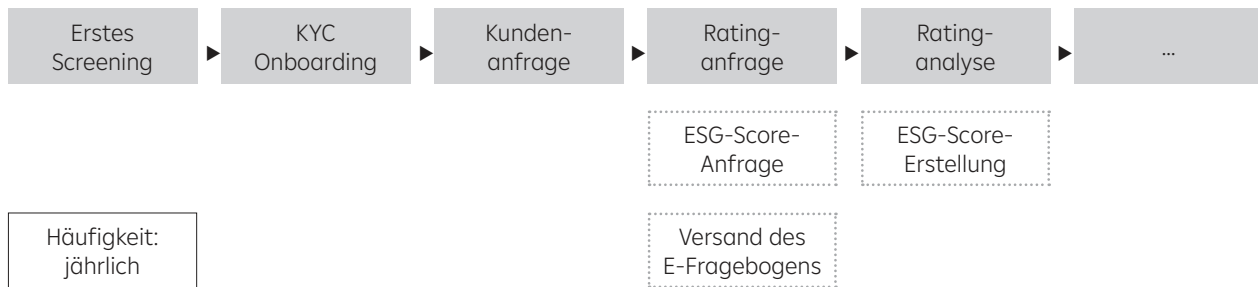 Erstes
Screening
KYC
Onboarding
Kunden-
anfrage
Rating-
anfrage
Rating-
analyse
...
ESG-Score-
Anfrage
ESG-Score-
Erstellung
Häufigkeit:
jährlich
Versand des
E-Fragebogens